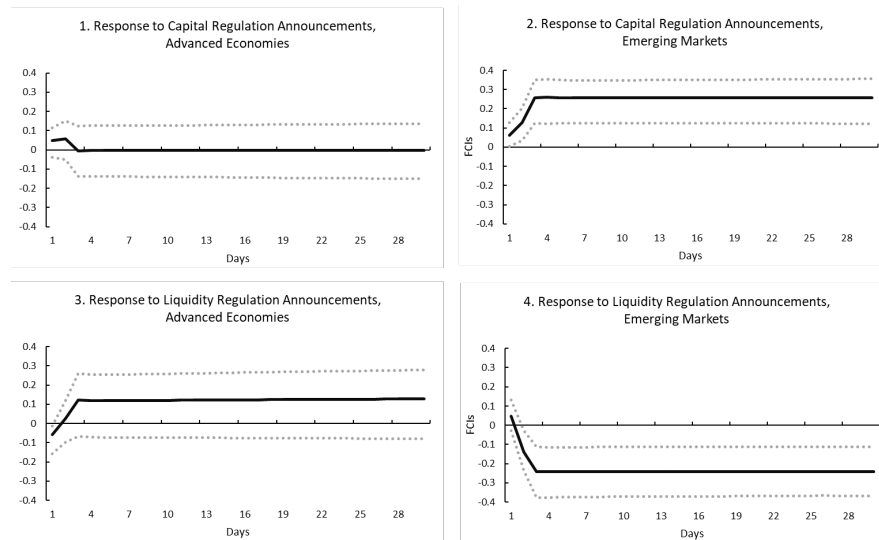 1. Response to Capital Regulation Announcements,
Advanced Economies
0.4
0.3
0.2
0.1
0
-0.1
-0.2
-0.3
-0.4
1 4 7 10 13 16 19 22 25 28
Days
2. Response to Capital Regulation Announcements,
Emerging Markets
FCIs
0.4
0.3
0.2
0.1
0
-0.1
-0.2
-0.3
-0.4
1 4 7 10 13 16 19 22 25 28
Days
3. Response to Liquidity Regulation Announcements,
Advanced Economies
0.4
0.3
0.2
0.1
0
-0.1
-0.2
-0.3
-0.4
1 4 7 10 13 16 19 22 25 28
Days
4. Response to Liquidity Regulation Announcements,
Emerging Markets
FCIs
0.4
0.3
0.2
0.1
0
-0.1
-0.2
-0.3
-0.4
1 4 7 10 13 16 19 22 25 28
Days